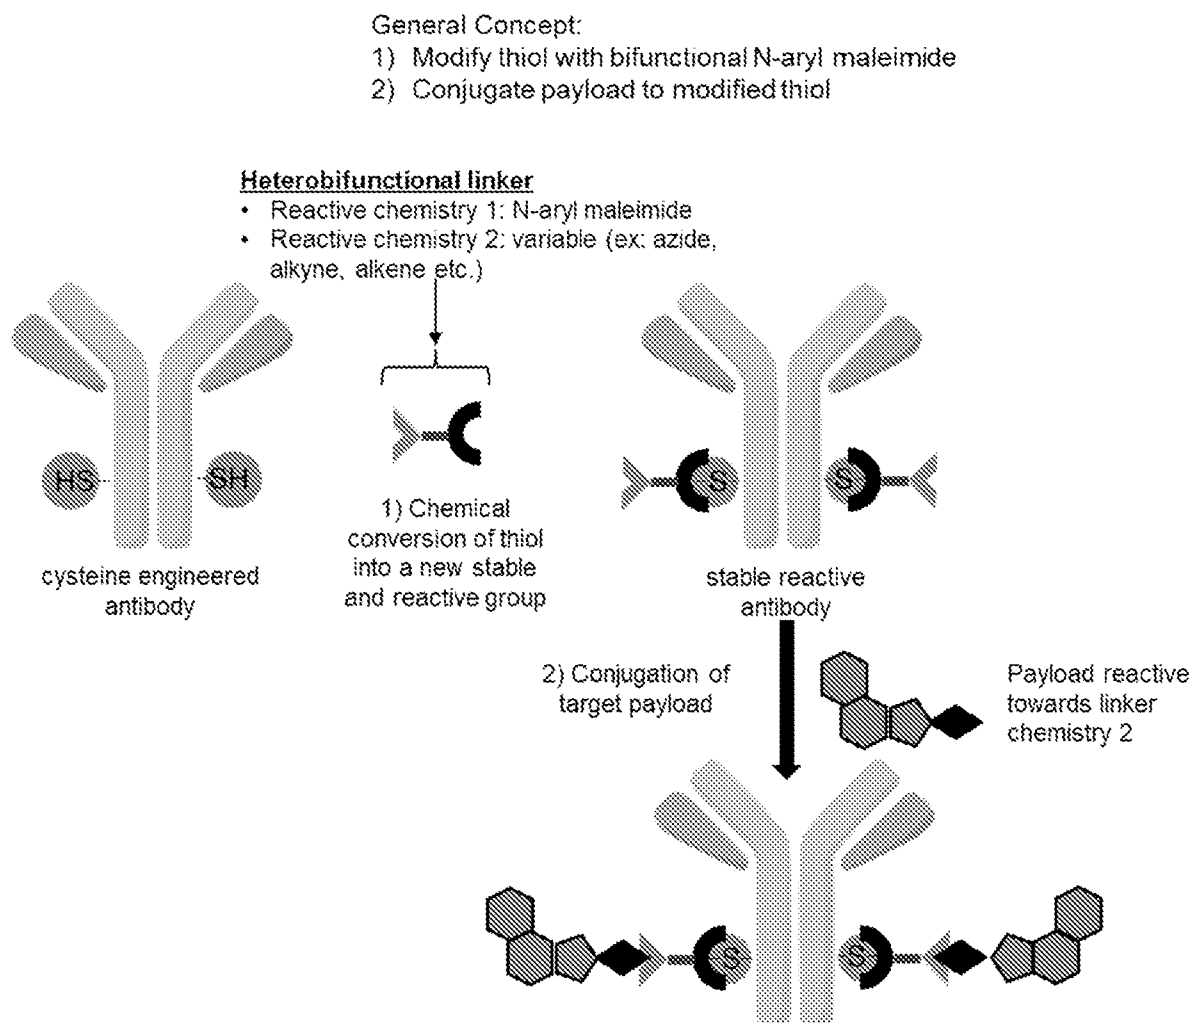 General Concept:
1) Modify thiol with bifunctional N-aryl maleimide
2) Conjugate payload to modified thiol
Heterobifunctional linker
• Reactive chemistry 1: N-aryl maleimide
• Reactive chemistry 2: variable (ex: azide,
alkyne, alkene etc.)
HS
SH
S
S
1) Chemical
conversion of thiol
into a new stable
and reactive group
cysteine engineered
antibody
stable reactive
antibody
2) Conjugation of
target payload
Payload reactive
towards linker
chemistry 2
S
S